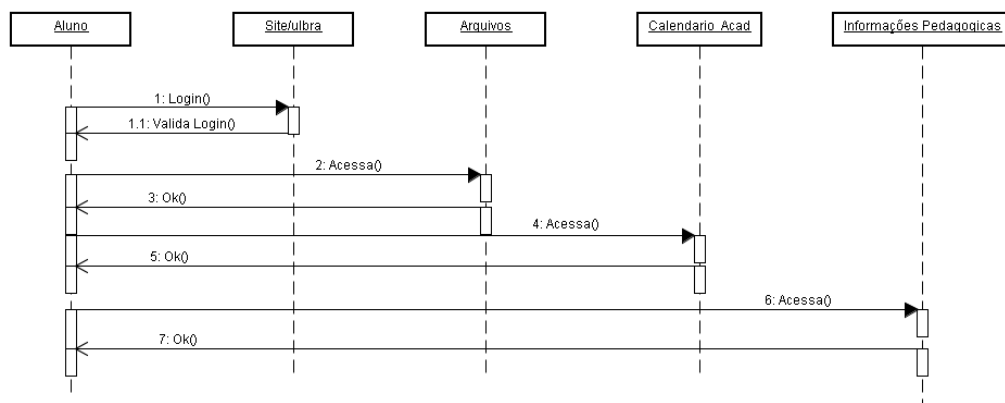 Aluno
Site/ulbra
Arquivos
Calendario Acad
Informações Pedagogicas
1: Login()
1.1: Valida Login()
2: Acessa()
3: Ok()
4: Acessa()
5: Ok()
6: Acessa()
7: Ok()